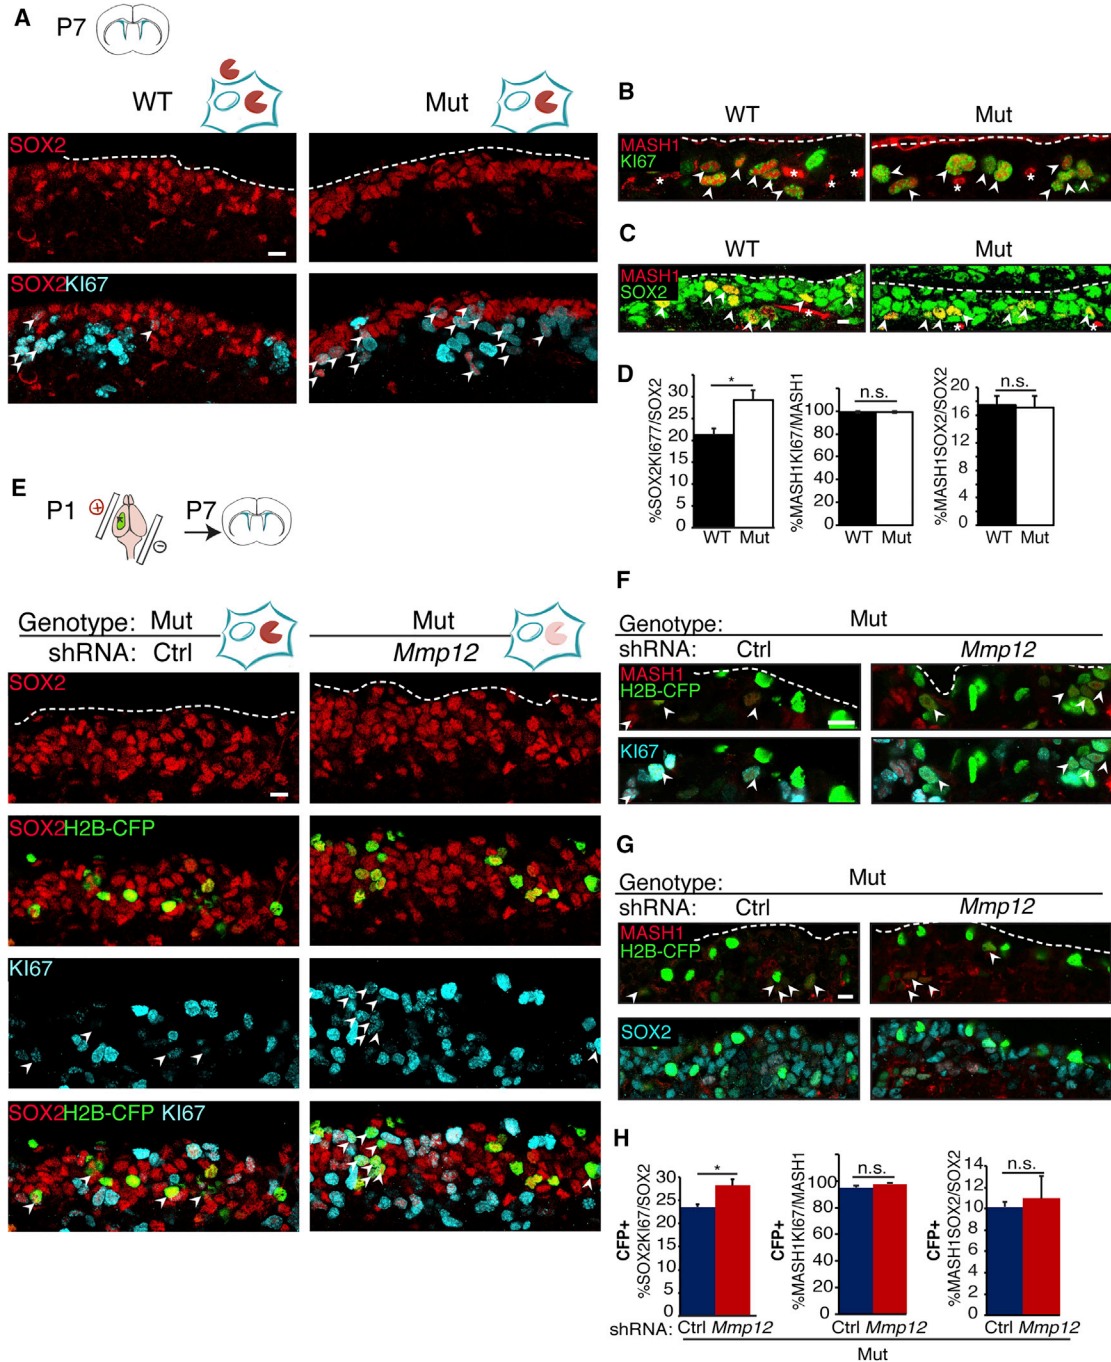 A
P7
WT
Mut
SOX2
SOX2KI67
B
WT
Mut
MASH1
KI67
* * * *
* *
C
WT
Mut
MASH1
SOX2
*
* *
D
%SOX2KI677/SOX2
30
25
20
15
10
5
0
*
WT Mut
%MASH1KI67/MASH1
100
80
60
40
20
0
n.s.
WT Mut
%MASH1SOX2/SOX2
20
16
12
8
4
0
n.s.
WT Mut
E
P1
+
−
P7
Genotype: Mut
Mut
shRNA: Ctrl
Mmp12
SOX2
SOX2H2B-CFP
KI67
SOX2H2B-CFP KI67
F
Genotype: Mut
shRNA: Ctrl Mmp12
MASH1
H2B-CFP
KI67
G
Genotype: Mut
shRNA: Ctrl Mmp12
MASH1
H2B-CFP
SOX2
H
CFP+
%SOX2KI67/SOX2
30
25
20
15
10
5
0
*
CFP+
%MASH1KI67/MASH1
100
80
60
40
20
0
n.s.
CFP+
%MASH1SOX2/SOX2
14
12
10
8
6
4
2
0
n.s.
shRNA: Ctrl Mmp12 Ctrl Mmp12 Ctrl Mmp12
Mut